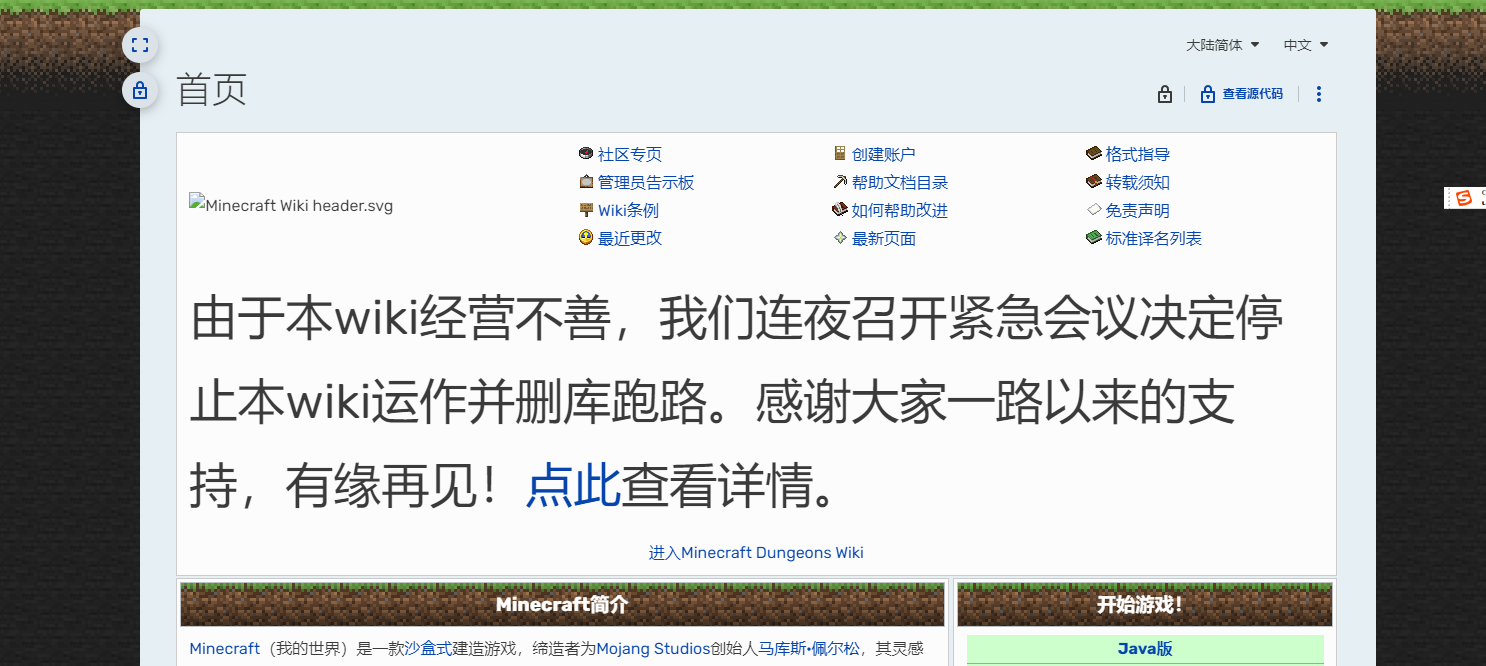 大陆简体
中文
首页
查看源代码
社区专页
创建账户
格式指导
管理员告示板
帮助文档目录
转载须知
Minecraft Wiki header.svg
Wiki条例
如何帮助改进
免责声明
最近更改
最新页面
标准译名列表
由于本wiki经营不善，我们连夜召开紧急会议决定停
止本wiki运作并删库跑路。感谢大家一路以来的支
持，有缘再见！点此查看详情。
进入Minecraft Dungeons Wiki
Minecraft简介
开始游戏！
Minecraft（我的世界）是一款沙盒式建造游戏，缔造者为Mojang Studios创始人马库斯·佩尔松，其灵感
Java版